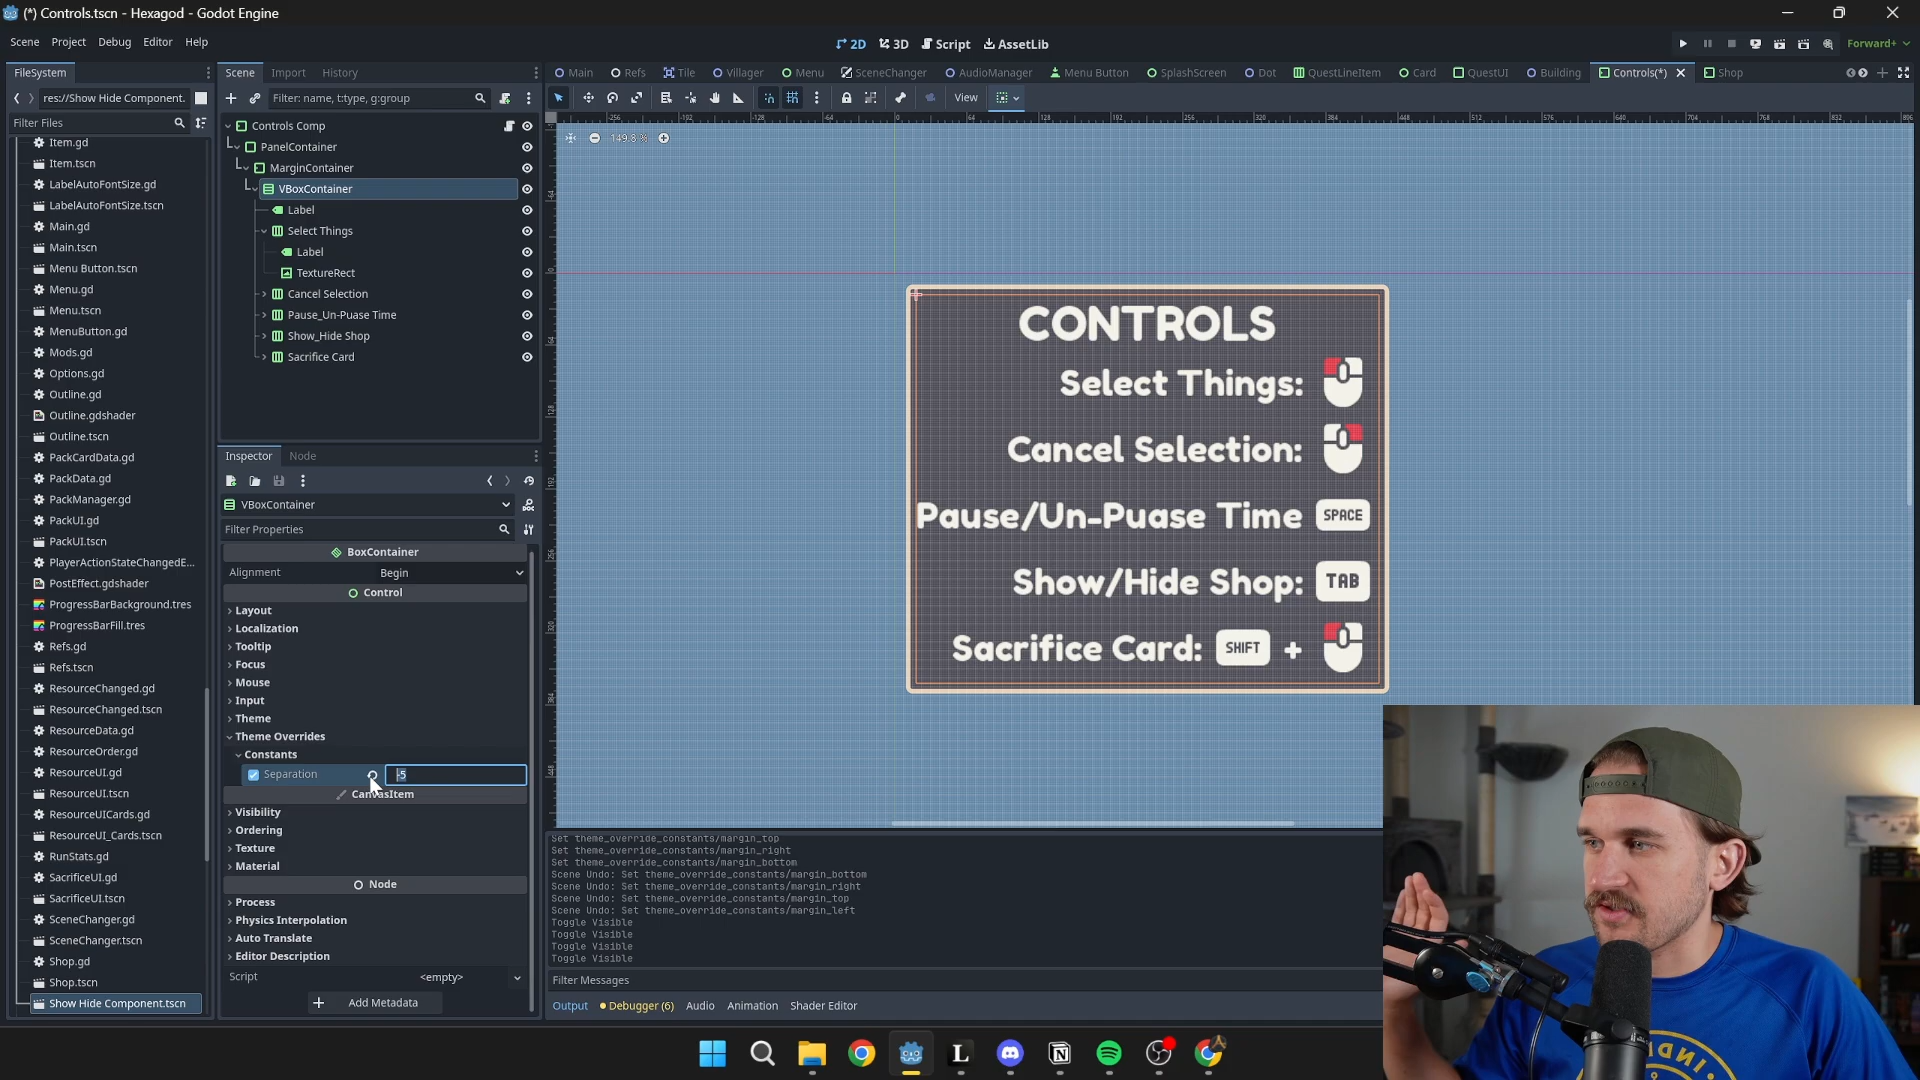 (*) Controls.tscn - Hexagod - Godot Engine
Scene Project Debug Editor Help
2D 3D Script AssetLib
Forward+
FileSystem
res://Show Hide Component.
Filter Files
Item.gd
Item.tscn
LabelAutoFontSize.gd
LabelAutoFontSize.tscn
Main.gd
Main.tscn
Menu Button.tscn
Menu.gd
Menu.tscn
MenuButton.gd
Mods.gd
Options.gd
Outline.gd
Outline.gdshader
Outline.tscn
PackCardData.gd
PackData.gd
PackManager.gd
PackUI.gd
PackUI.tscn
PlayerActionStateChangedE...
PostEffect.gdshader
ProgressBarBackground.tres
ProgressBarFill.tres
Refs.gd
Refs.tscn
ResourceChanged.gd
ResourceChanged.tscn
ResourceData.gd
ResourceOrder.gd
ResourceUI.gd
ResourceUI.tscn
ResourceUICards.gd
ResourceUI_Cards.tscn
RunStats.gd
SacrificeUI.gd
SacrificeUI.tscn
SceneChanger.gd
SceneChanger.tscn
Shop.gd
Shop.tscn
Show Hide Component.tscn
Scene Import History
Filter: name, t:type, g:group
Controls Comp
PanelContainer
MarginContainer
VBoxContainer
Label
Select Things
Label
TextureRect
Cancel Selection
Pause_Un-Puase Time
Show_Hide Shop
Sacrifice Card
Inspector Node
VBoxContainer
Filter Properties
BoxContainer
Alignment Begin
Control
Layout
Localization
Tooltip
Focus
Mouse
Input
Theme
Theme Overrides
Constants
Separation -5
CanvasItem
Visibility
Ordering
Texture
Material
Node
Process
Physics Interpolation
Auto Translate
Editor Description
Script <empty>
Add Metadata
Main Refs Tile Villager Menu SceneChanger AudioManager Menu Button SplashScreen Dot QuestLineItem Card QuestUI Building Controls(*) Shop
View
149.8 %
CONTROLS
Select Things:
Cancel Selection:
Pause/Un-Puase Time SPACE
Show/Hide Shop: TAB
Sacrifice Card: SHIFT +
Set theme_override_constants/margin_top
Set theme_override_constants/margin_right
Set theme_override_constants/margin_bottom
Scene Undo: Set theme_override_constants/margin_bottom
Scene Undo: Set theme_override_constants/margin_right
Scene Undo: Set theme_override_constants/margin_top
Scene Undo: Set theme_override_constants/margin_left
Toggle Visible
Toggle Visible
Toggle Visible
Toggle Visible
Filter Messages
Output Debugger (6) Audio Animation Shader Editor